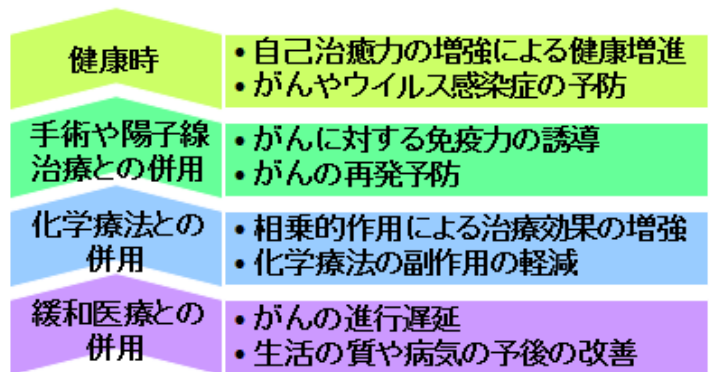 健康時
• 自己治癒力の増強による健康増進
• がんやウイルス感染症の予防
手術や陽子線
治療との併用
• がんに対する免疫力の誘導
• がんの再発予防
化学療法との
併用
• 相乗的作用による治療効果の増強
• 化学療法の副作用の軽減
緩和医療との
併用
• がんの進行遅延
• 生活の質や病気の予後の改善